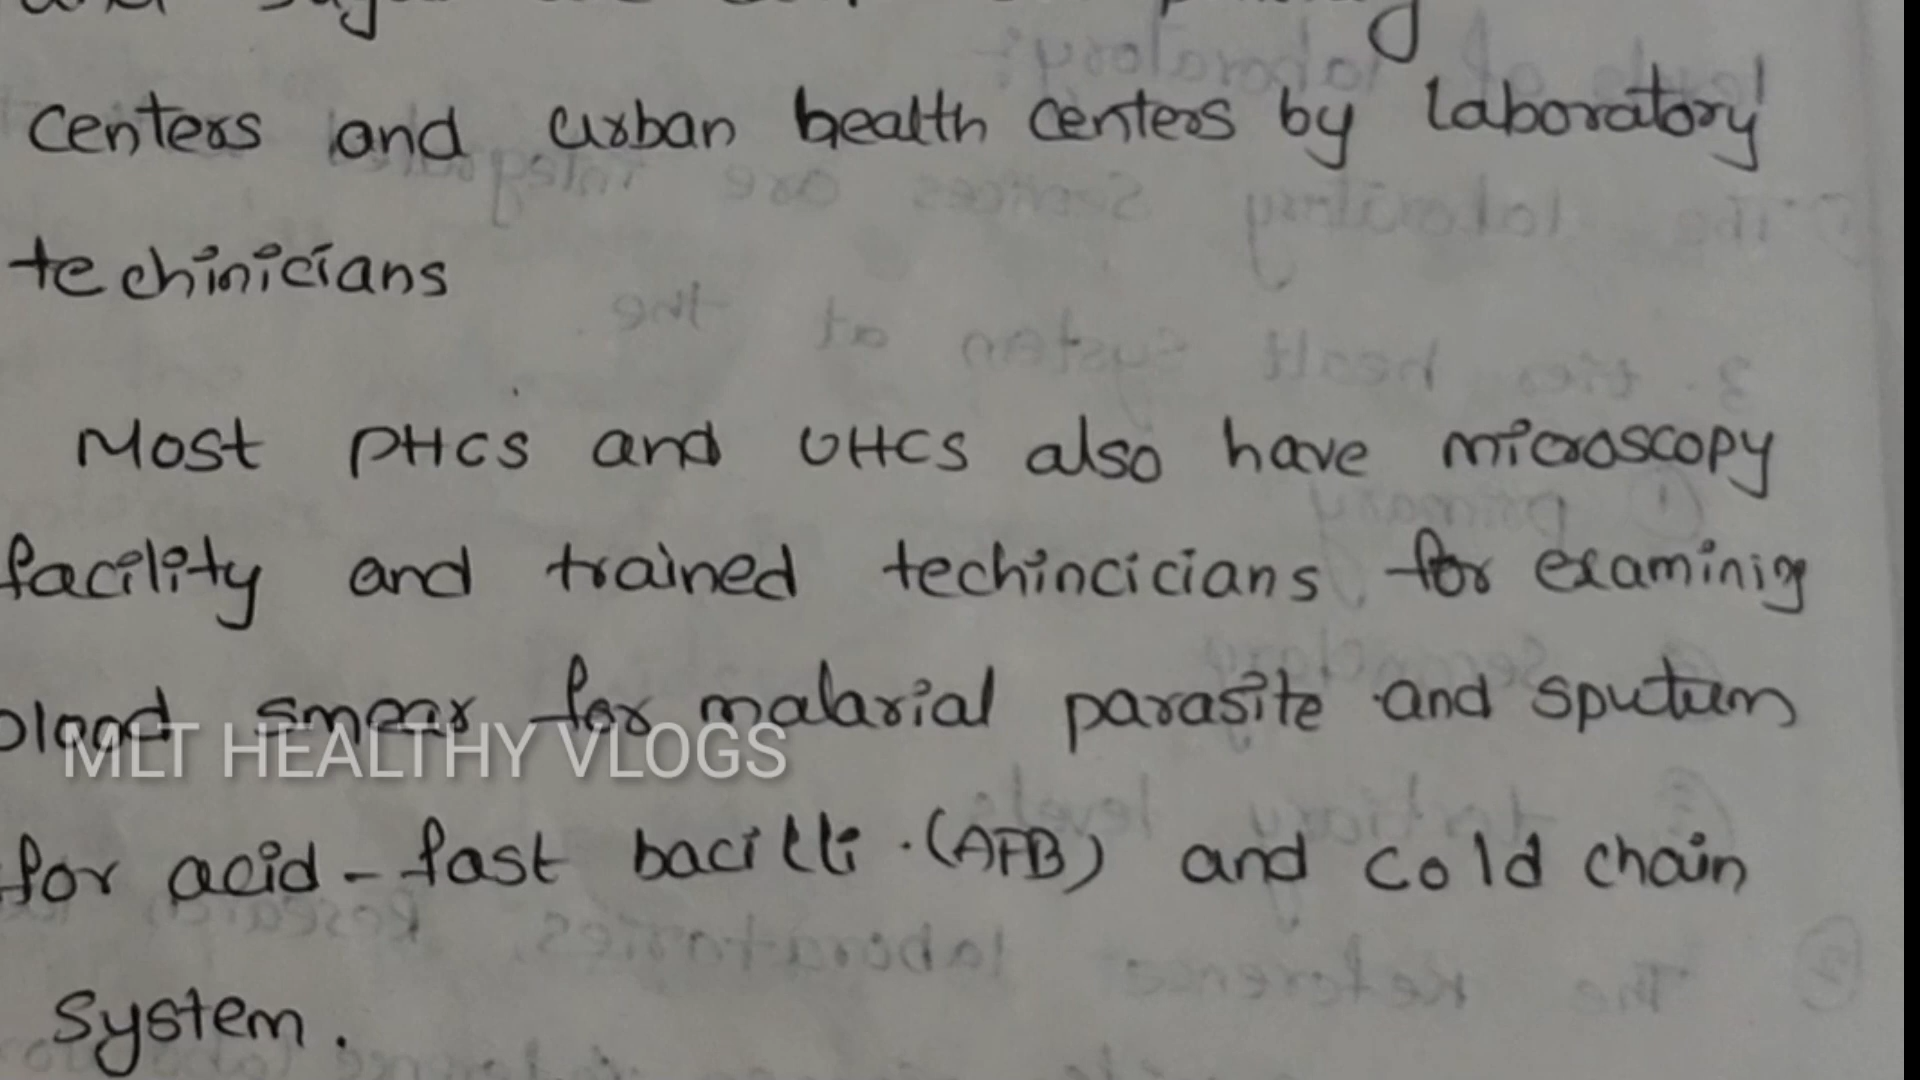 centers and urban health centers by laboratory
techinicians
Most PHCS and UHCS also have microscopy
facility and trained techincicians for examinig
blood smear for malarial parasite and sputum
MLT HEALTHY VLOGS
for acid-fast bacilli.(AFB) and cold chain
system.